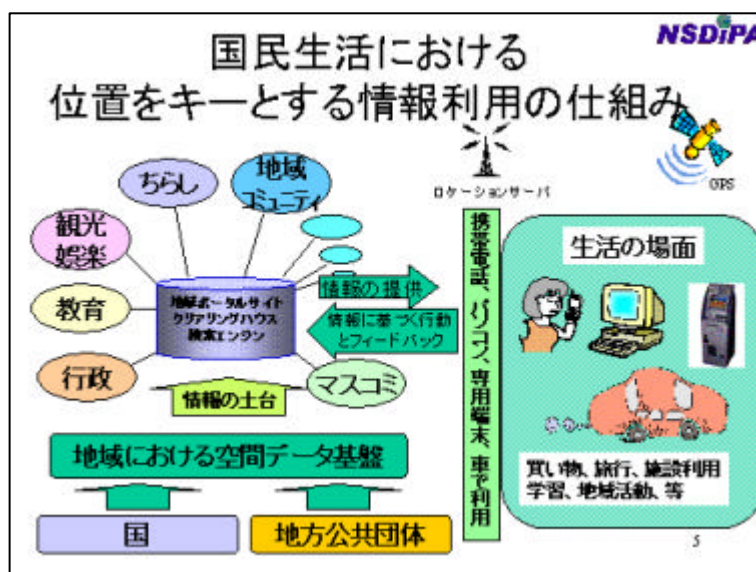 NSDiPA
国民生活における
位置をキーとする情報利用の仕組み
ちらし
地域
コミュニティ
観光
娯楽
教育
行政
マスコミ
地域ポータルサイト
クリアリングハウス
検索エンジン
情報の提供
情報に基づく行動
とフィードバック
情報の土台
地域における空間データ基盤
国
地方公共団体
ロケーションサーバ
GPS
携帯電話、パソコン、専用端末、車で利用
生活の場面
買い物、旅行、施設利用
学習、地域活動、等
5